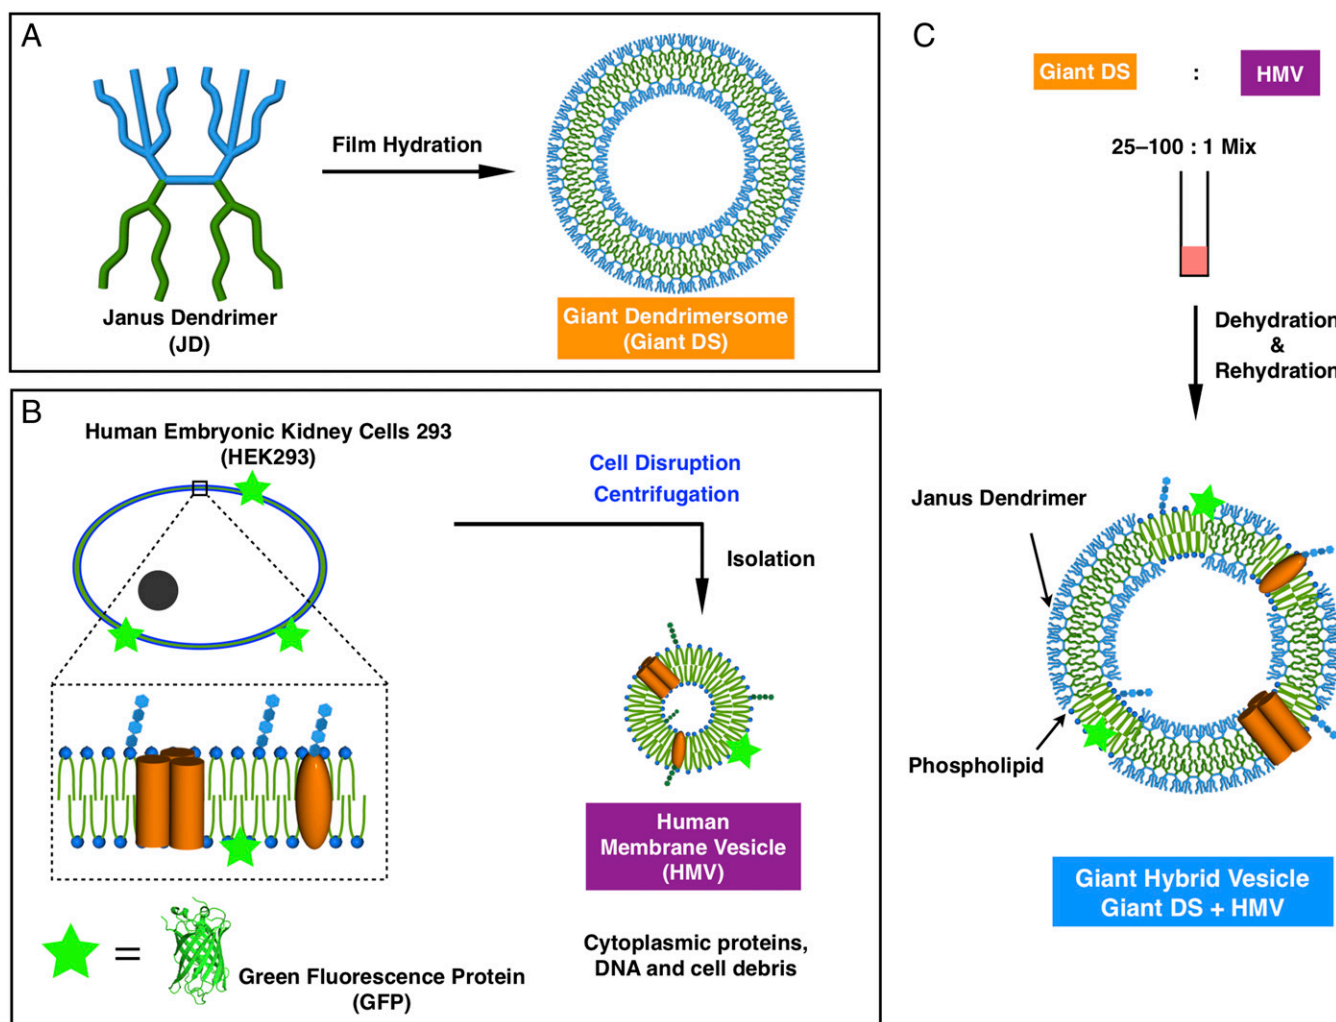 A
Film Hydration
Janus Dendrimer
(JD)
Giant Dendrimersome
(Giant DS)
B
Human Embryonic Kidney Cells 293
(HEK293)
Cell Disruption
Centrifugation
Isolation
Human
Membrane Vesicle
(HMV)
Cytoplasmic proteins,
DNA and cell debris
=
Green Fluorescence Protein
(GFP)
C
Giant DS : HMV
25–100 : 1 Mix
Dehydration
&
Rehydration
Janus Dendrimer
Phospholipid
Giant Hybrid Vesicle
Giant DS + HMV